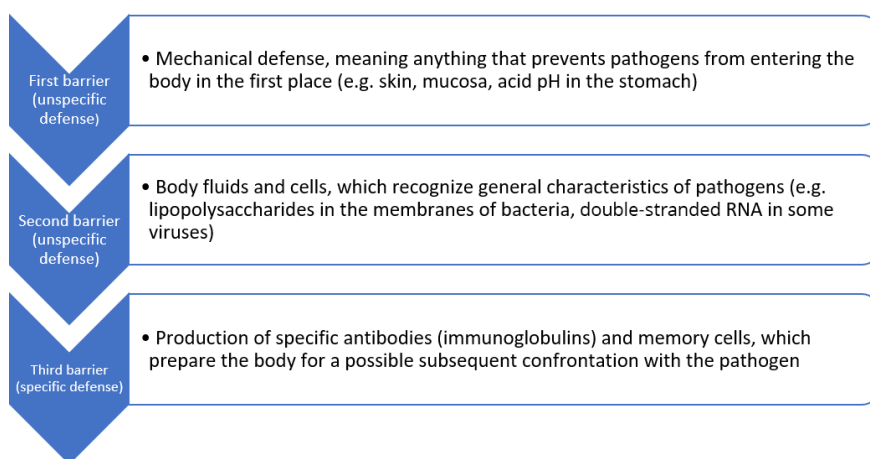 First barrier
(unspecific
defense)
• Mechanical defense, meaning anything that prevents pathogens from entering the
body in the first place (e.g. skin, mucosa, acid pH in the stomach)
Second barrier
(unspecific
defense)
• Body fluids and cells, which recognize general characteristics of pathogens (e.g.
lipopolysaccharides in the membranes of bacteria, double-stranded RNA in some
viruses)
Third barrier
(specific defense)
• Production of specific antibodies (immunoglobulins) and memory cells, which
prepare the body for a possible subsequent confrontation with the pathogen